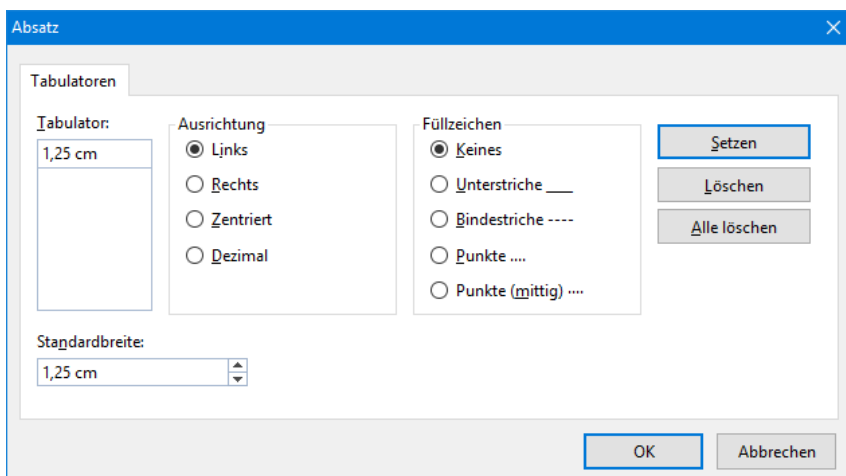 Absatz
Tabulatoren
Tabulator:
1,25 cm
Ausrichtung
Links
Rechts
Zentriert
Dezimal
Füllzeichen
Keines
Unterstriche ___
Bindestriche ----
Punkte ....
Punkte (mittig) ····
Setzen
Löschen
Alle löschen
Standardbreite:
1,25 cm
OK
Abbrechen